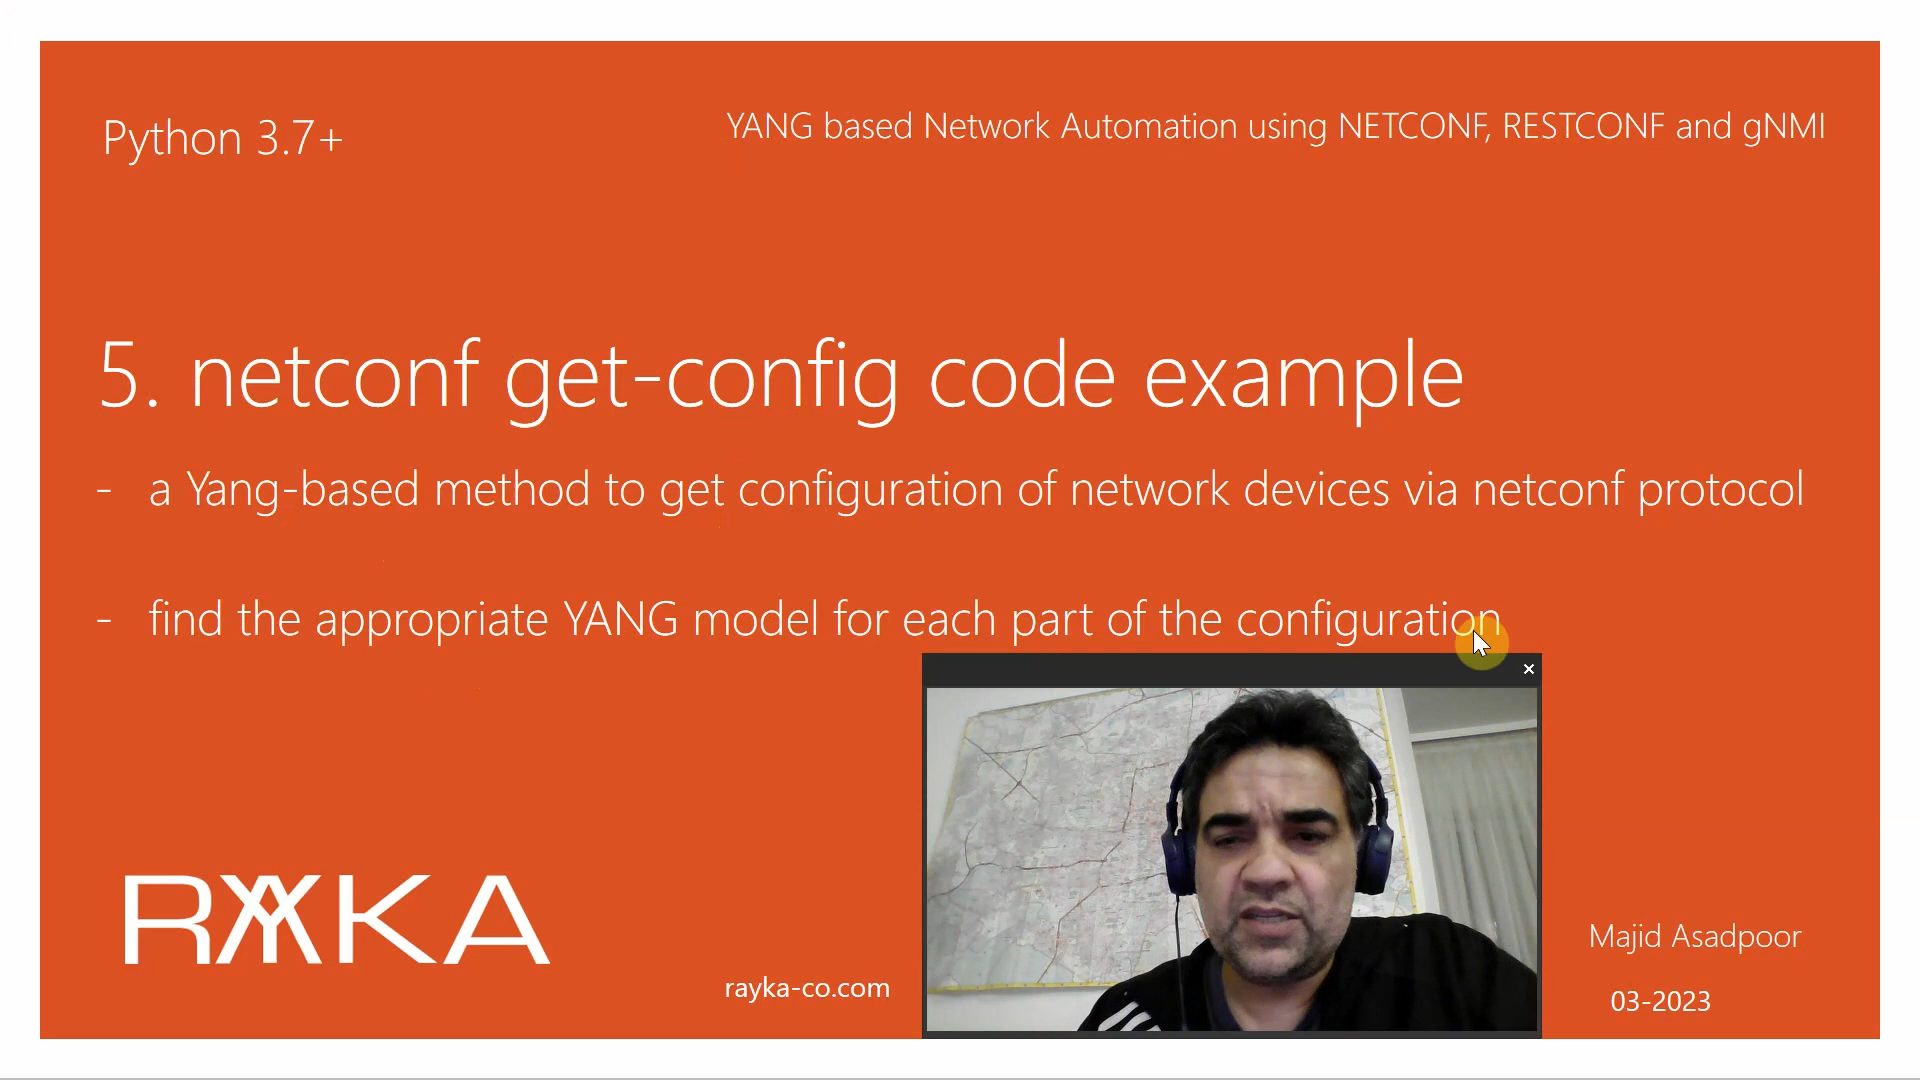 Python 3.7+
YANG based Network Automation using NETCONF, RESTCONF and gNMI
5. netconf get-config code example
- a Yang-based method to get configuration of network devices via netconf protocol
- find the appropriate YANG model for each part of the configuration
RAYKA
rayka-co.com
Majid Asadpoor
03-2023